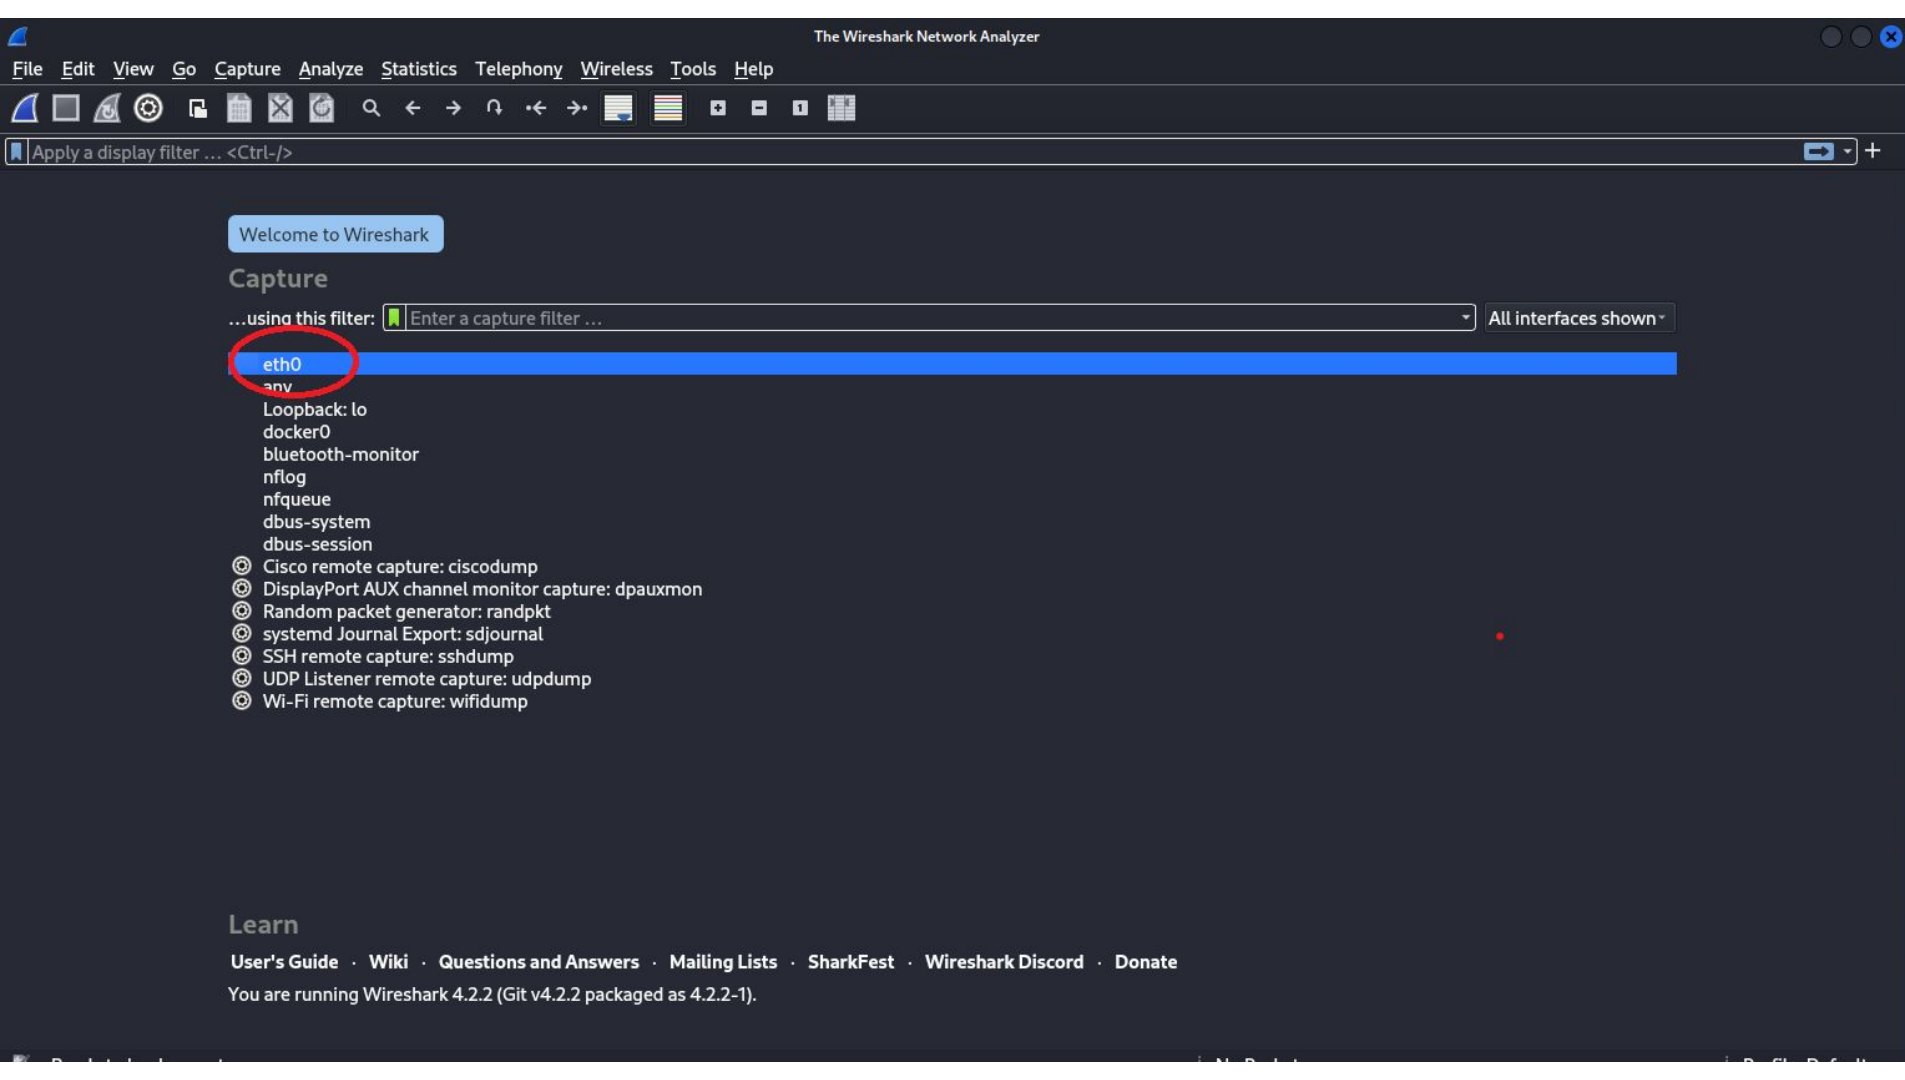 The Wireshark Network Analyzer
File Edit View Go Capture Analyze Statistics Telephony Wireless Tools Help
Apply a display filter … <Ctrl-/>
Welcome to Wireshark
Capture
…using this filter: Enter a capture filter … All interfaces shown
eth0
any
Loopback: lo
docker0
bluetooth-monitor
nflog
nfqueue
dbus-system
dbus-session
Cisco remote capture: ciscodump
DisplayPort AUX channel monitor capture: dpauxmon
Random packet generator: randpkt
systemd Journal Export: sdjournal
SSH remote capture: sshdump
UDP Listener remote capture: udpdump
Wi-Fi remote capture: wifidump
Learn
User's Guide · Wiki · Questions and Answers · Mailing Lists · SharkFest · Wireshark Discord · Donate
You are running Wireshark 4.2.2 (Git v4.2.2 packaged as 4.2.2-1).